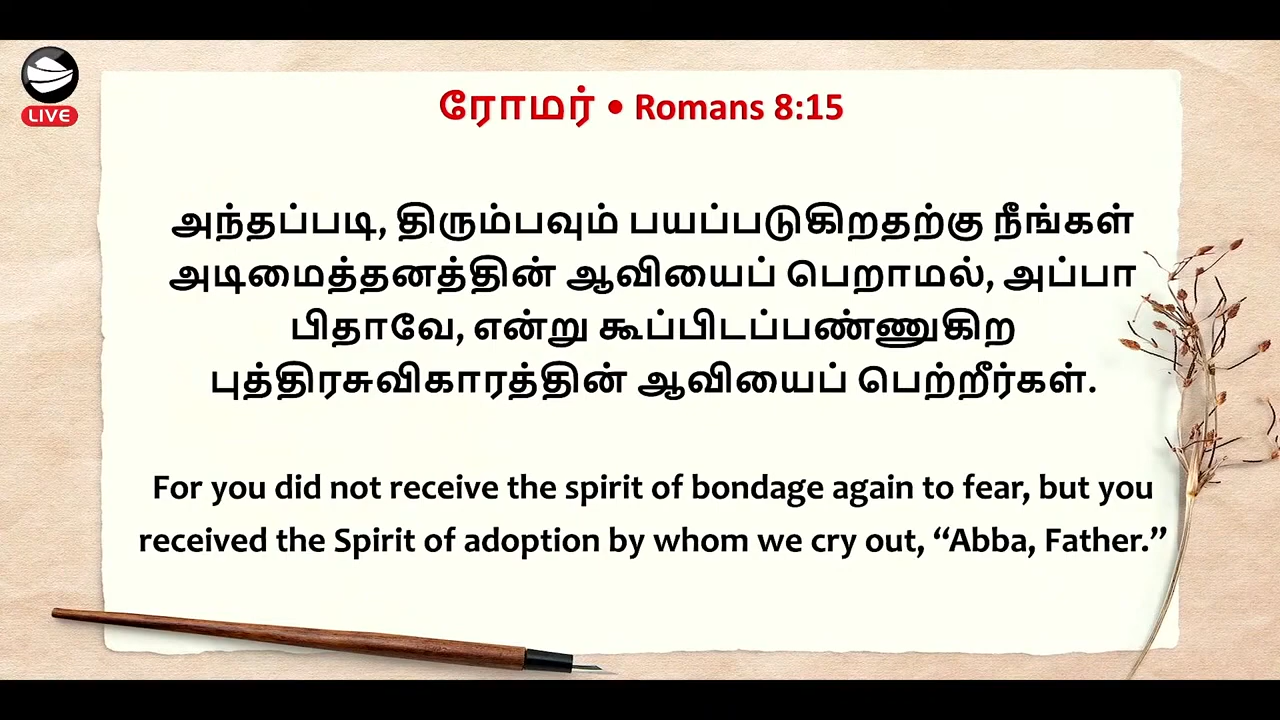 LIVE
ரோமர் • Romans 8:15
அந்தப்படி, திரும்பவும் பயப்படுகிறதற்கு நீங்கள்
அடிமைத்தனத்தின் ஆவியைப் பெறாமல், அப்பா
பிதாவே, என்று கூப்பிடப்பண்ணுகிற
புத்திரசுவிகாரத்தின் ஆவியைப் பெற்றீர்கள்.
For you did not receive the spirit of bondage again to fear, but you
received the Spirit of adoption by whom we cry out, “Abba, Father.”